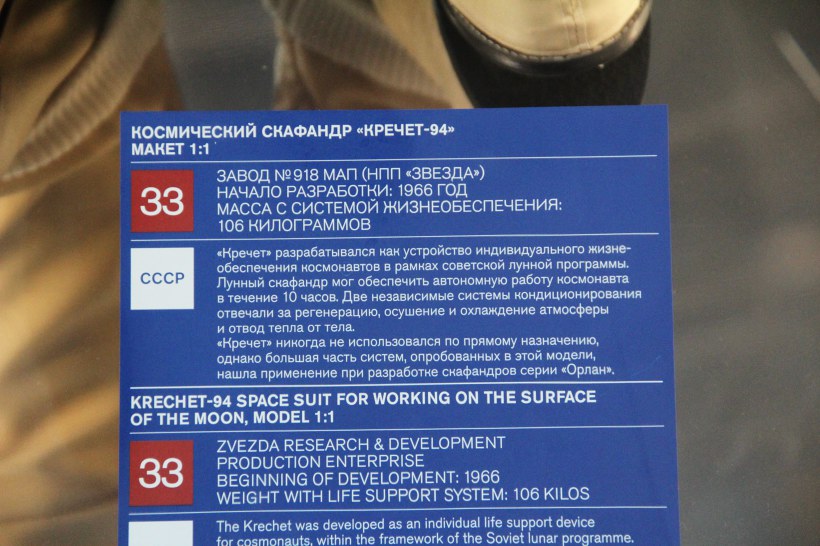 КОСМИЧЕСКИЙ СКАФАНДР «КРЕЧЕТ-94»
МАКЕТ 1:1
33
ЗАВОД №918 МАП (НПП «ЗВЕЗДА»)
НАЧАЛО РАЗРАБОТКИ: 1966 ГОД
МАССА С СИСТЕМОЙ ЖИЗНЕОБЕСПЕЧЕНИЯ:
106 КИЛОГРАММОВ
СССР
«Кречет» разрабатывался как устройство индивидуального жизне-
обеспечения космонавтов в рамках советской лунной программы.
Лунный скафандр мог обеспечить автономную работу космонавта
в течение 10 часов. Две независимые системы кондиционирования
отвечали за регенерацию, осушение и охлаждение атмосферы
и отвод тепла от тела.
«Кречет» никогда не использовался по прямому назначению,
однако большая часть систем, опробованных в этой модели,
нашла применение при разработке скафандров серии «Орлан».
KRECHET-94 SPACE SUIT FOR WORKING ON THE SURFACE
OF THE MOON, MODEL 1:1
33
ZVEZDA RESEARCH & DEVELOPMENT
PRODUCTION ENTERPRISE
BEGINNING OF DEVELOPMENT: 1966
WEIGHT WITH LIFE SUPPORT SYSTEM: 106 KILOS
The Krechet was developed as an individual life support device
for cosmonauts, within the framework of the Soviet lunar programme.